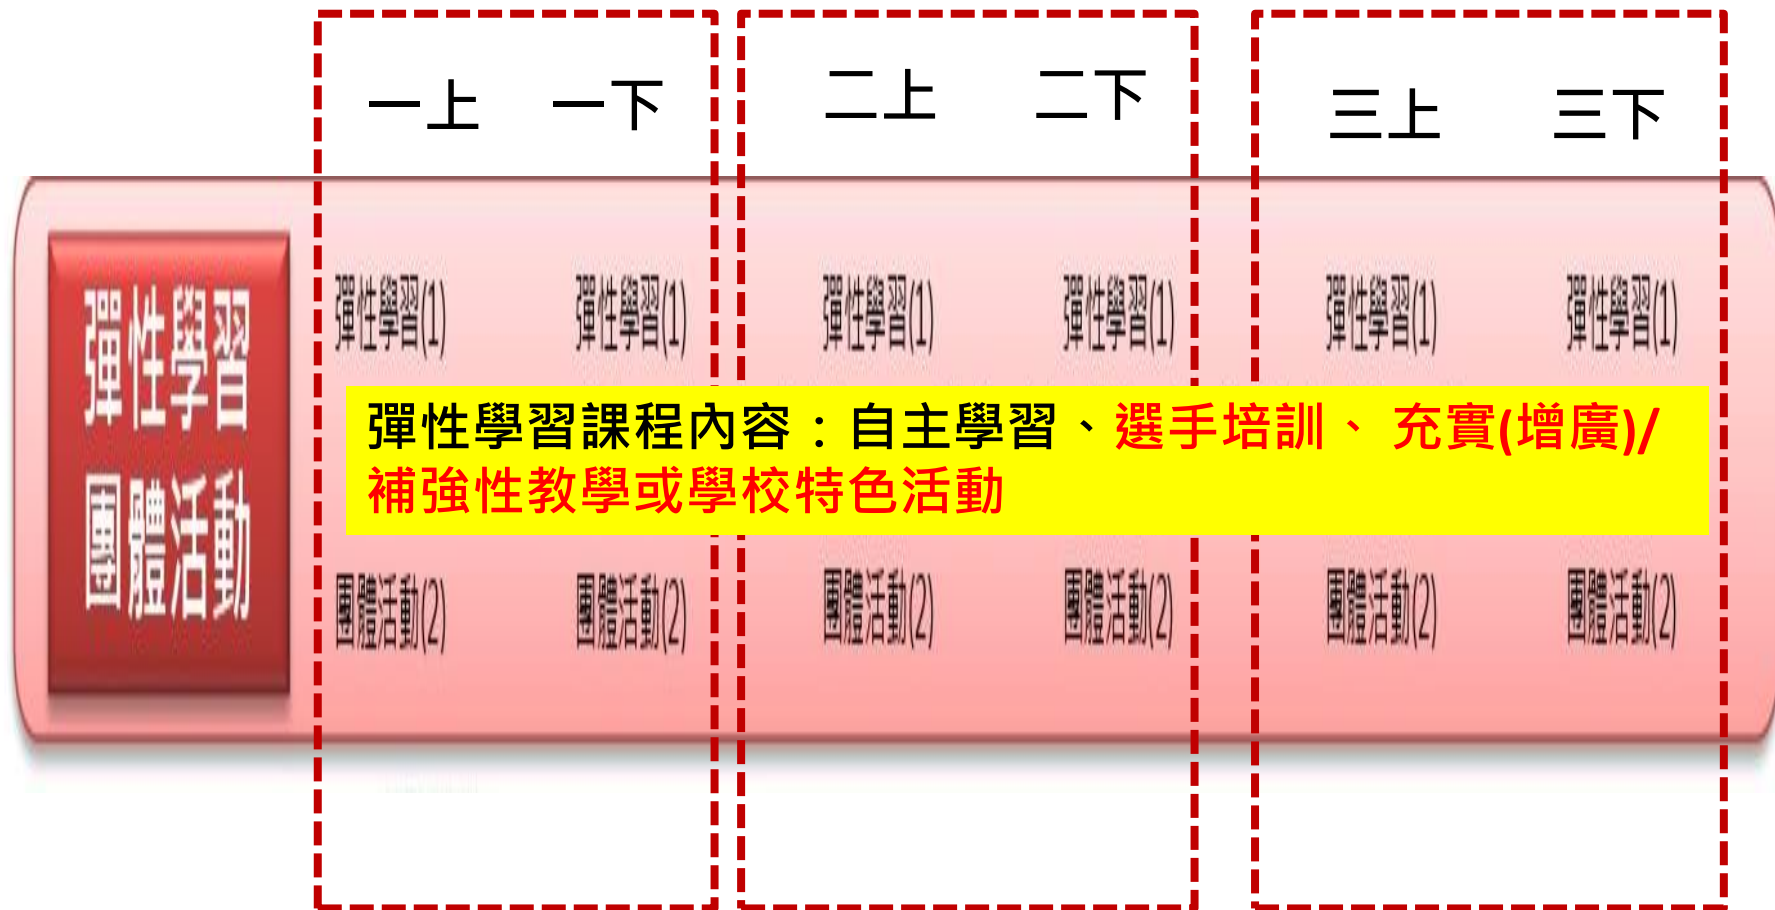 一上 一下 二上 二下 三上 三下
彈性學習
團體活動
彈性學習(1) 彈性學習(1) 彈性學習(1) 彈性學習(1) 彈性學習(1) 彈性學習(1)
彈性學習課程內容：自主學習、選手培訓、 充實(增廣)/
補強性教學或學校特色活動
團體活動(2) 團體活動(2) 團體活動(2) 團體活動(2) 團體活動(2) 團體活動(2)